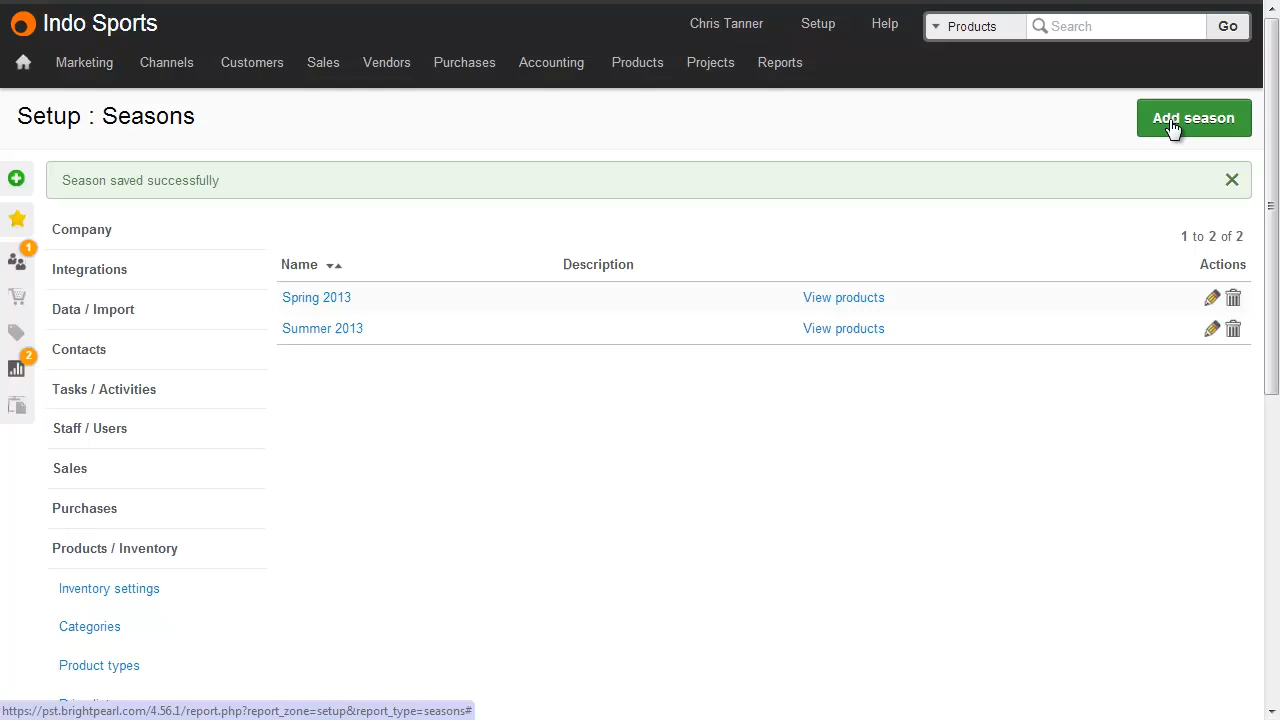 Indo Sports
Chris Tanner Setup Help Products Search Go
Marketing Channels Customers Sales Vendors Purchases Accounting Products Projects Reports
Setup : Seasons
Add season
Season saved successfully
1
2
Company
Integrations
Data / Import
Contacts
Tasks / Activities
Staff / Users
Sales
Purchases
Products / Inventory
Inventory settings
Categories
Product types
1 to 2 of 2
Name Description Actions
Spring 2013 View products
Summer 2013 View products
https://pst.brightpearl.com/4.56.1/report.php?report_zone=setup&report_type=seasons#